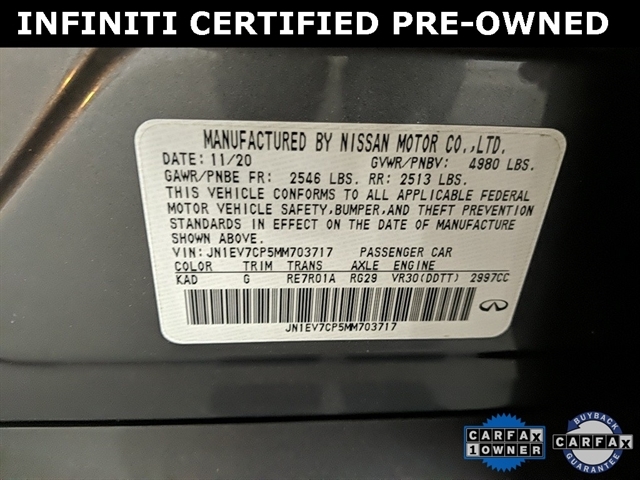 INFINITI CERTIFIED PRE-OWNED
MANUFACTURED BY NISSAN MOTOR CO.,LTD.
DATE: 11/20 GVWR/PNBV: 4980 LBS.
GAWR/PNBE FR: 2546 LBS. RR: 2513 LBS.
THIS VEHICLE CONFORMS TO ALL APPLICABLE FEDERAL
MOTOR VEHICLE SAFETY,BUMPER,AND THEFT PREVENTION
STANDARDS IN EFFECT ON THE DATE OF MANUFACTURE
SHOWN ABOVE.
VIN: JN1EV7CP5MM703717 PASSENGER CAR
COLOR TRIM TRANS AXLE ENGINE
KAD G RE7R01A RG29 VR30(DDTT) 2997CC
JN1EV7CP5MM703717
CARFAX
1 OWNER
BUYBACK
CARFAX
GUARANTEE